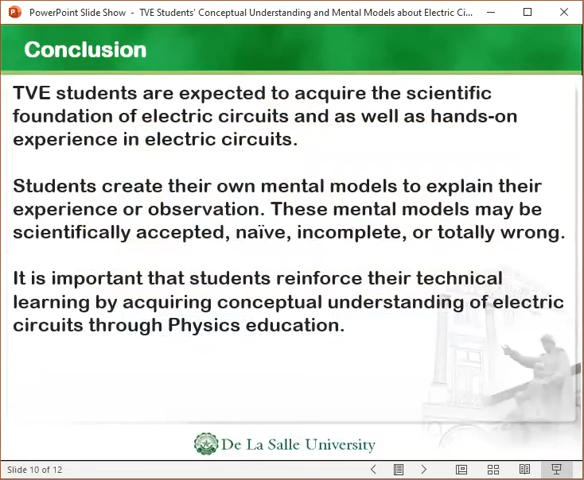 PowerPoint Slide Show - TVE Students' Conceptual Understanding and Mental Models about Electric Ci...
Conclusion
TVE students are expected to acquire the scientific
foundation of electric circuits and as well as hands-on
experience in electric circuits.
Students create their own mental models to explain their
experience or observation. These mental models may be
scientifically accepted, naïve, incomplete, or totally wrong.
It is important that students reinforce their technical
learning by acquiring conceptual understanding of electric
circuits through Physics education.
De La Salle University
Slide 10 of 12